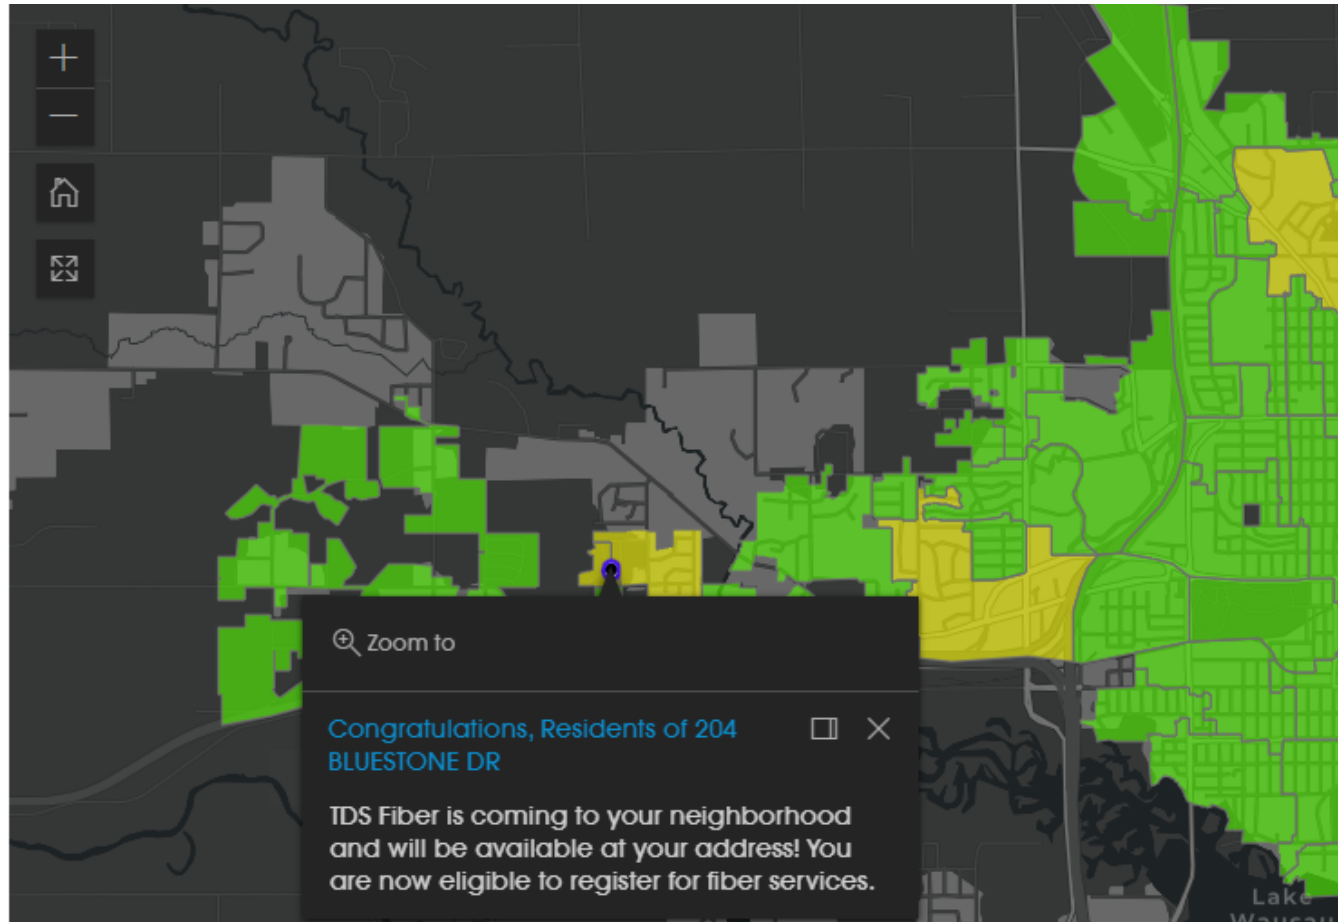 Zoom to
Congratulations, Residents of 204
BLUESTONE DR
TDS Fiber is coming to your neighborhood
and will be available at your address! You
are now eligible to register for fiber services.
Lake